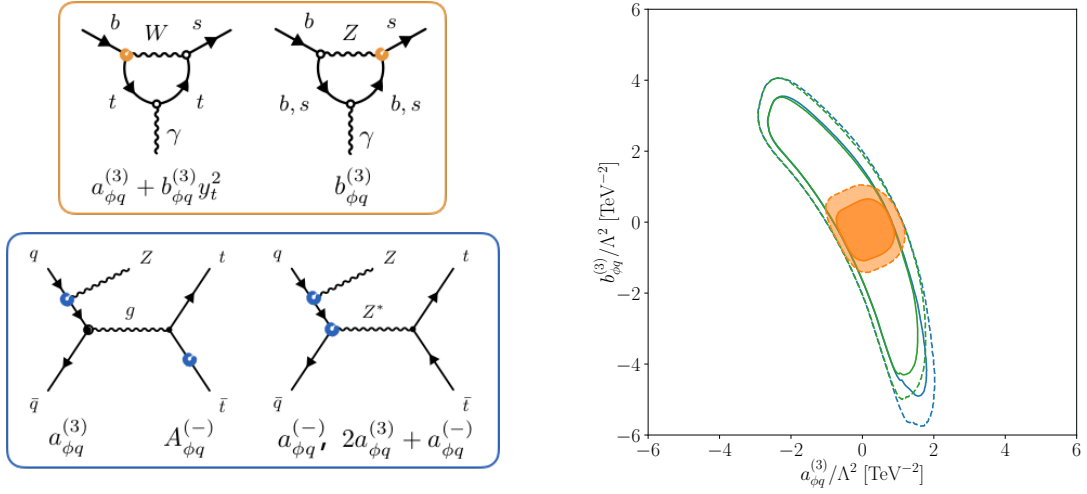 b W s
t t
γ
a_{ϕq}^{(3)} + b_{ϕq}^{(3)} y_t^2
b Z s
b, s b, s
γ
b_{ϕq}^{(3)}
q Z t
g
q̄ t̄
a_{ϕq}^{(3)} A_{ϕq}^{(-)}
q Z t
Z*
q̄ t̄
a_{ϕq}^{(-)}, 2a_{ϕq}^{(3)} + a_{ϕq}^{(-)}
b_{ϕq}^{(3)}/Λ² [TeV⁻²]
6
4
2
0
−2
−4
−6
−6 −4 −2 0 2 4 6
a_{ϕq}^{(3)}/Λ² [TeV⁻²]